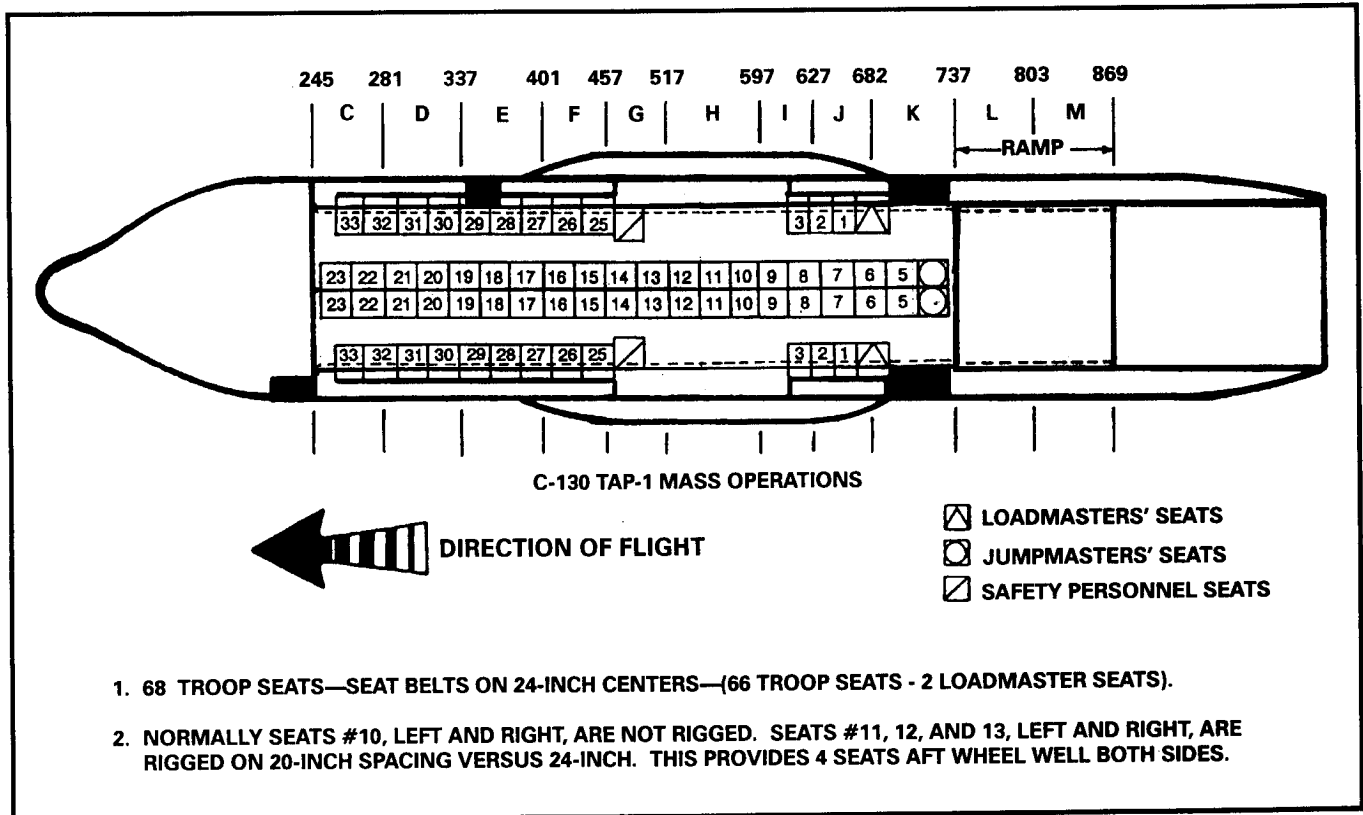 245 281 337 401 457 517 597 627 682 737 803 869
C D E F G H I J K L M
RAMP
33 32 31 30 29 28 27 26 25 3 2 1
23 22 21 20 19 18 17 16 15 14 13 12 11 10 9 8 7 6 5
23 22 21 20 19 18 17 16 15 14 13 12 11 10 9 8 7 6 5
33 32 31 30 29 28 27 26 25 3 2 1
C-130 TAP-1 MASS OPERATIONS
DIRECTION OF FLIGHT
LOADMASTERS' SEATS
JUMPMASTERS' SEATS
SAFETY PERSONNEL SEATS
1. 68 TROOP SEATS—SEAT BELTS ON 24-INCH CENTERS—(66 TROOP SEATS - 2 LOADMASTER SEATS).
2. NORMALLY SEATS #10, LEFT AND RIGHT, ARE NOT RIGGED. SEATS #11, 12, AND 13, LEFT AND RIGHT, ARE
RIGGED ON 20-INCH SPACING VERSUS 24-INCH. THIS PROVIDES 4 SEATS AFT WHEEL WELL BOTH SIDES.